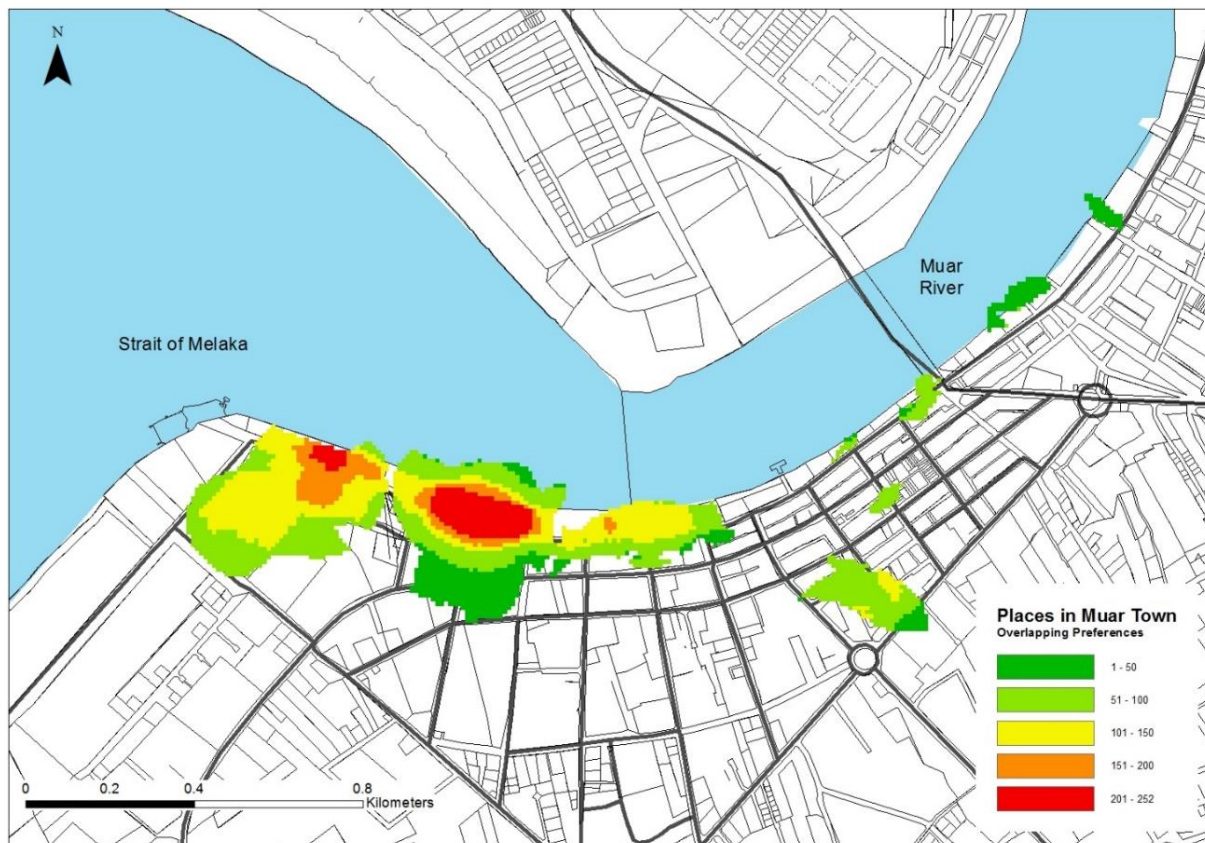 N
Muar
River
Strait of Melaka
Places in Muar Town
Overlapping Preferences
1 - 50
51 - 100
101 - 150
151 - 200
201 - 252
0 0.2 0.4 0.8
Kilometers